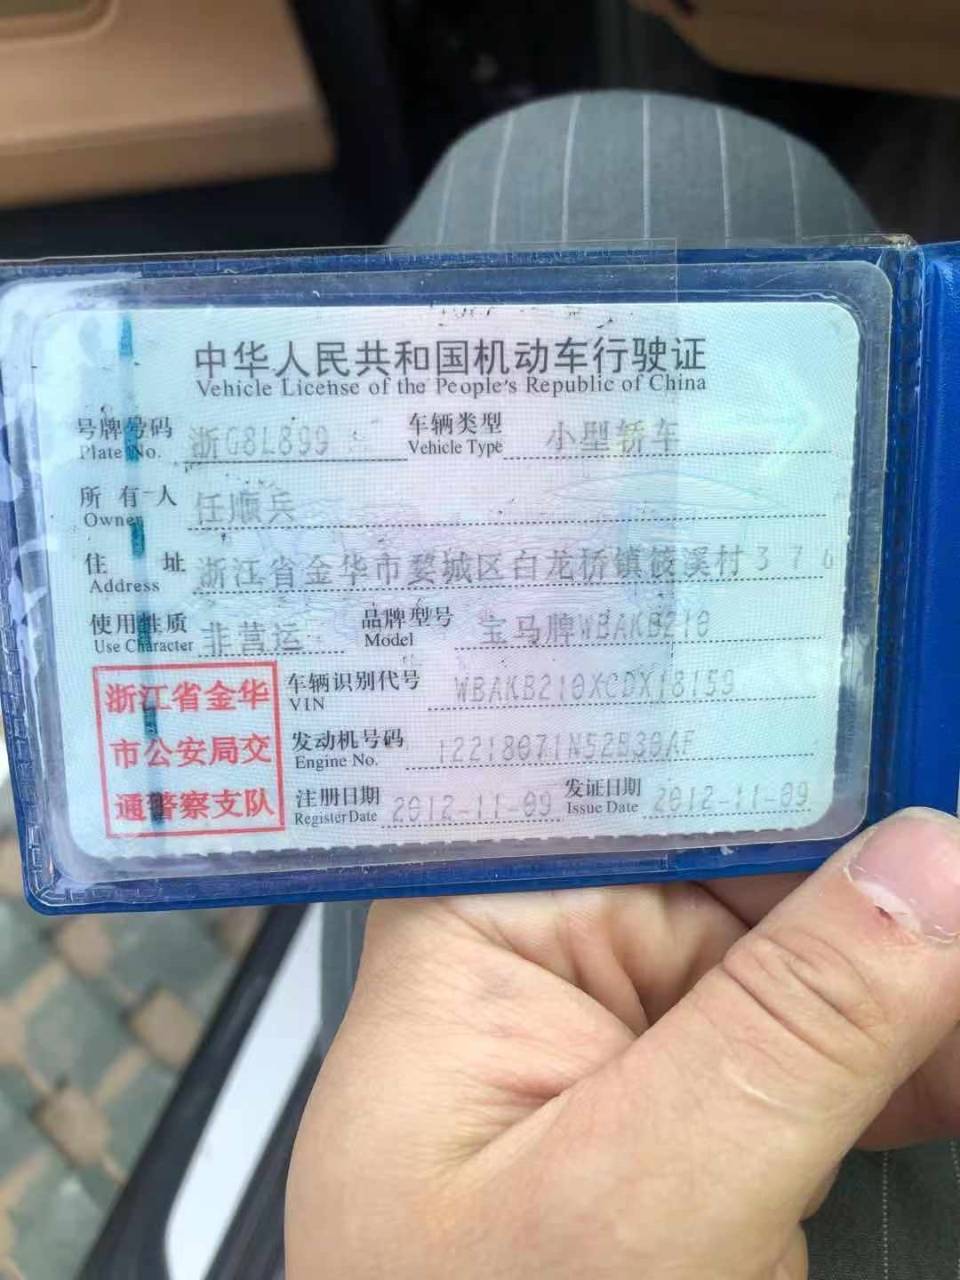 中华人民共和国机动车行驶证
Vehicle License of the People's Republic of China
号牌号码 浙G8L899 车辆类型 小型轿车
Plate No. Vehicle Type
所有人 任顺兵
Owner
住址 浙江省金华市婺城区白龙桥镇筱溪村376
Address
使用性质 非营运 品牌型号 宝马牌WBAKB210
Use Character Model
浙江省金华
市公安局交
通警察支队
车辆识别代号 WBAKB210XCDX18159
VIN
发动机号码 12218071N52B30AF
Engine No.
注册日期 2012-11-09 发证日期 2012-11-09
Register Date Issue Date